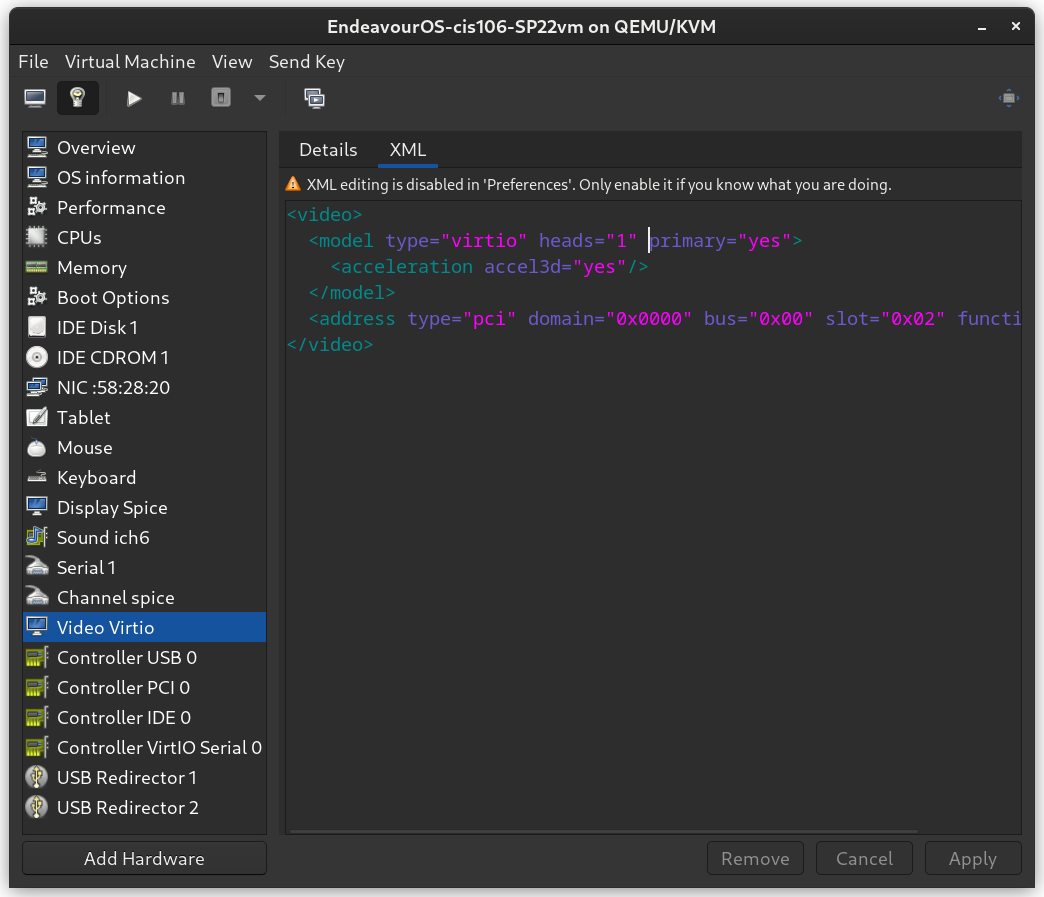 EndeavourOS-cis106-SP22vm on QEMU/KVM
File Virtual Machine View Send Key
Overview
OS information
Performance
CPUs
Memory
Boot Options
IDE Disk 1
IDE CDROM 1
NIC :58:28:20
Tablet
Mouse
Keyboard
Display Spice
Sound ich6
Serial 1
Channel spice
Video Virtio
Controller USB 0
Controller PCI 0
Controller IDE 0
Controller VirtIO Serial 0
USB Redirector 1
USB Redirector 2
Add Hardware
Details XML
XML editing is disabled in 'Preferences'. Only enable it if you know what you are doing.
<video>
  <model type="virtio" heads="1" primary="yes">
    <acceleration accel3d="yes"/>
  </model>
  <address type="pci" domain="0x0000" bus="0x00" slot="0x02" functi
</video>
Remove Cancel Apply